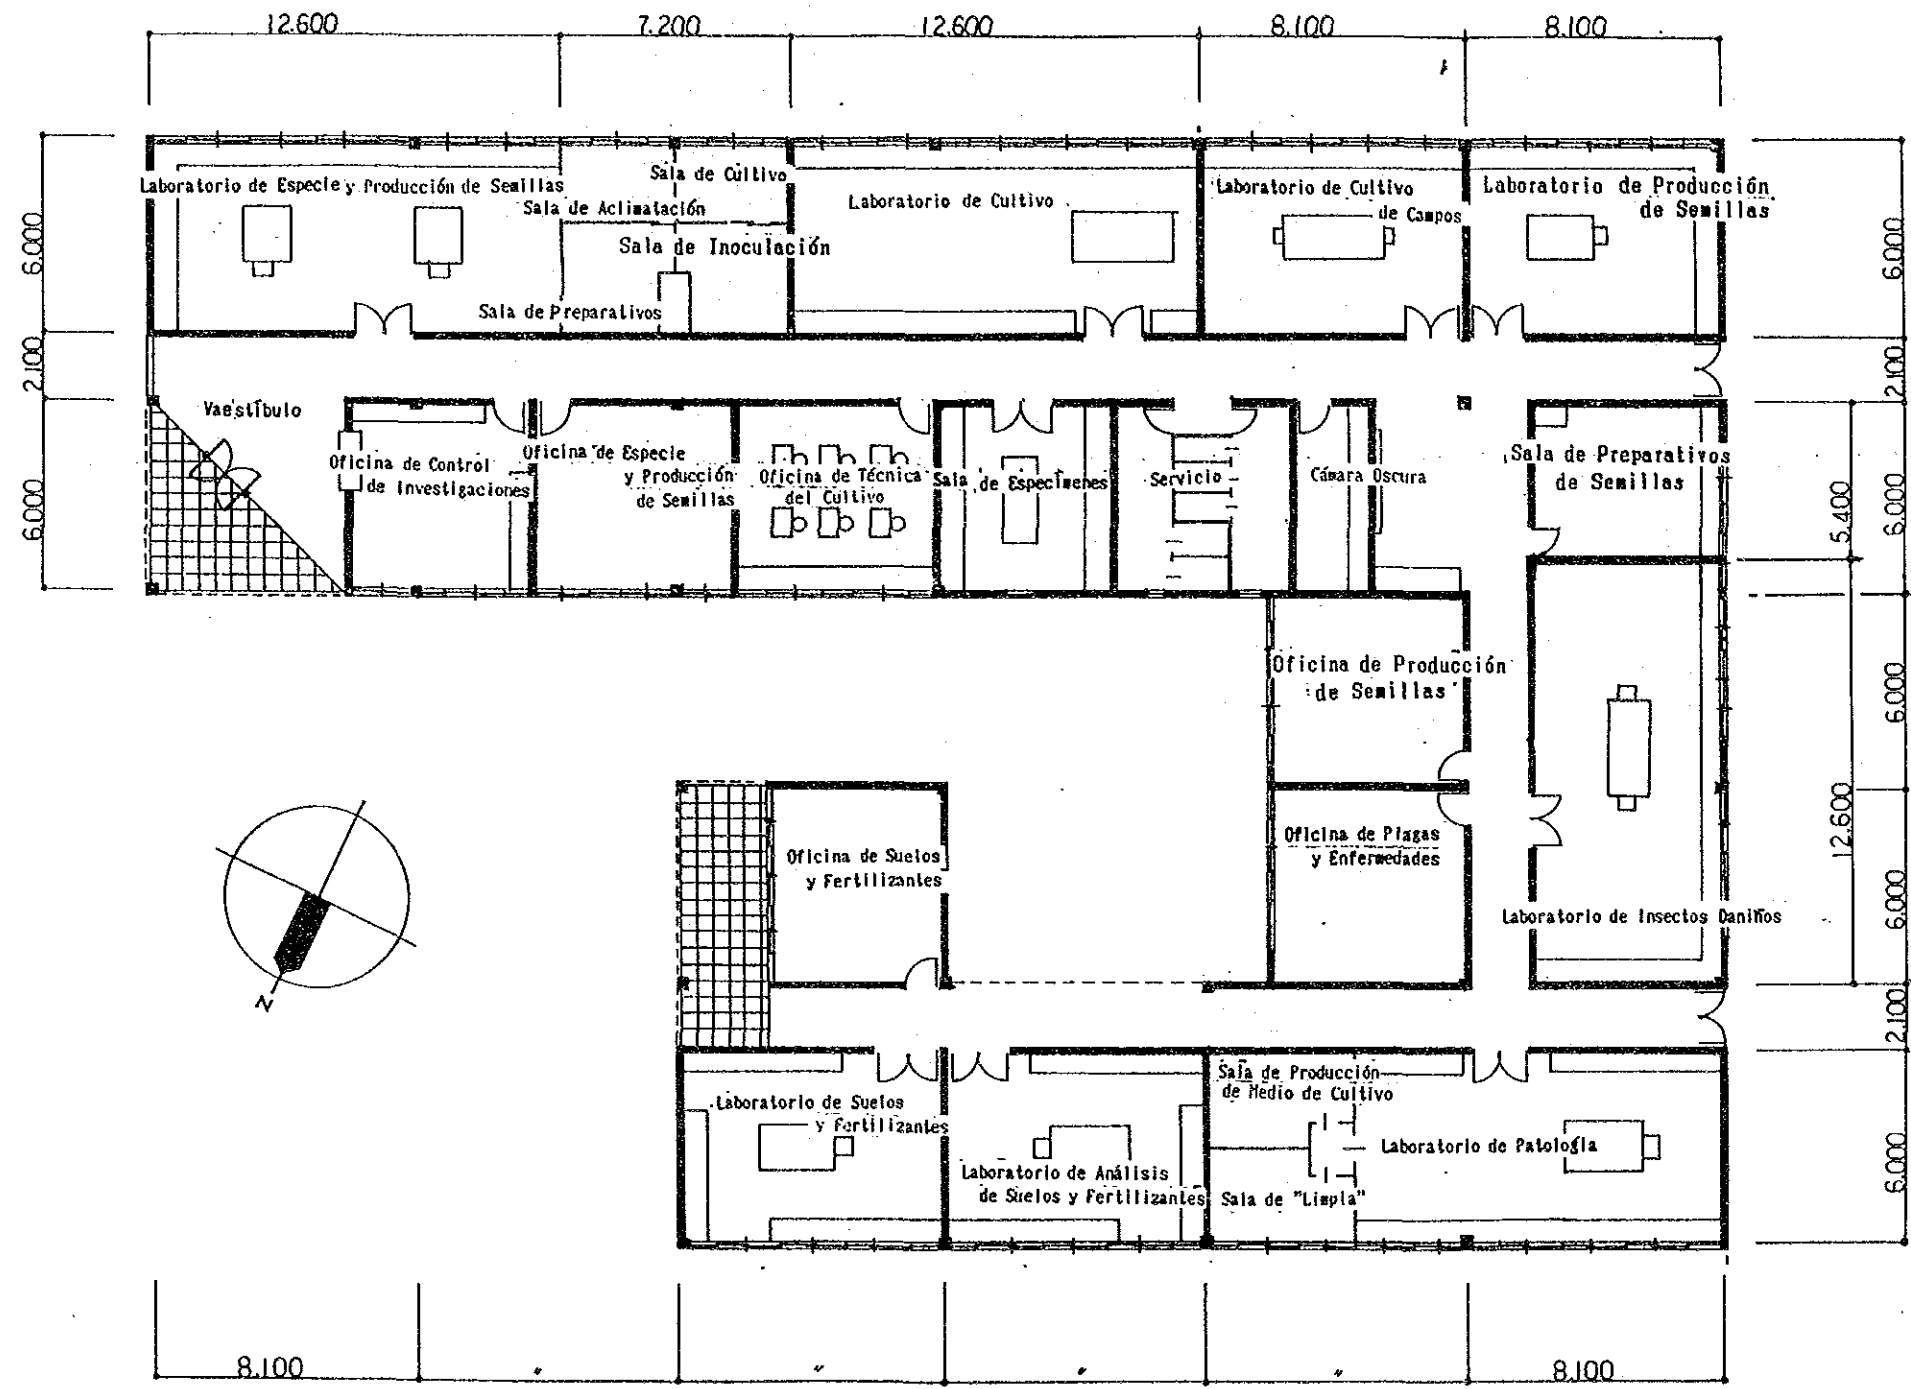 12.600 7.200 12.600 8.100 8.100
Laboratorio de Especie y Producción de Semillas
Sala de Cultivo
Sala de Aclimatación
Sala de Inoculación
Sala de Preparativos
Laboratorio de Cultivo
Laboratorio de Cultivo
de Campos
Laboratorio de Producción
de Semillas
6.000
2.100
6.000
6.000
2.100
6.000
6.000
6.000
2.100
6.000
5.400
12.600
Vaestíbulo
Oficina de Control
de Investigaciones
Oficina de Especie
y Producción
de Semillas
Oficina de Técnica
del Cultivo
Sala de Especímenes
Servicio
Cámara Oscura
Sala de Preparativos
de Semillas
Oficina de Producción
de Semillas
Oficina de Plagas
y Enfermedades
Laboratorio de Insectos Daniños
Oficina de Suelos
y Fertilizantes
N
Laboratorio de Suelos
y Fertilizantes
Laboratorio de Análisis
de Suelos y Fertilizantes
Sala de Producción
de Medio de Cultivo
Sala de "Limpia"
Laboratorio de Patología
8.100 〃 〃 〃 〃 8.100